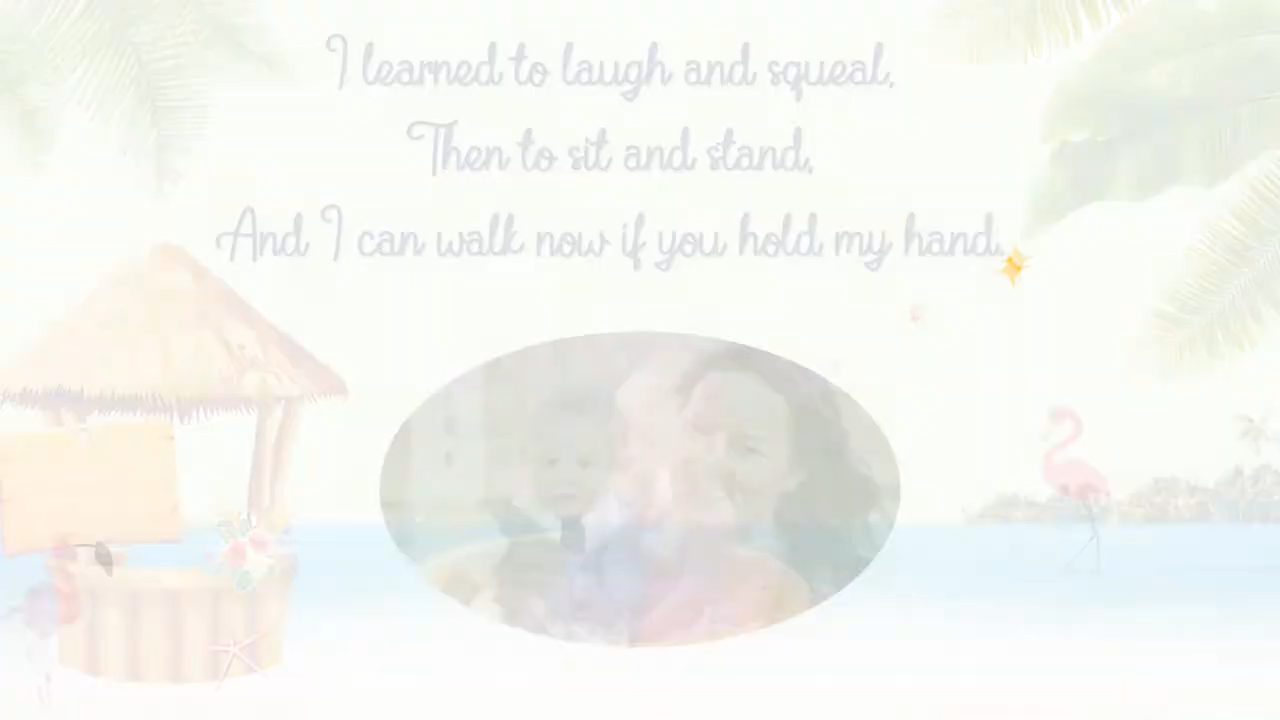 I learned to laugh and squeal,
Then to sit and stand,
And I can walk now if you hold my hand.